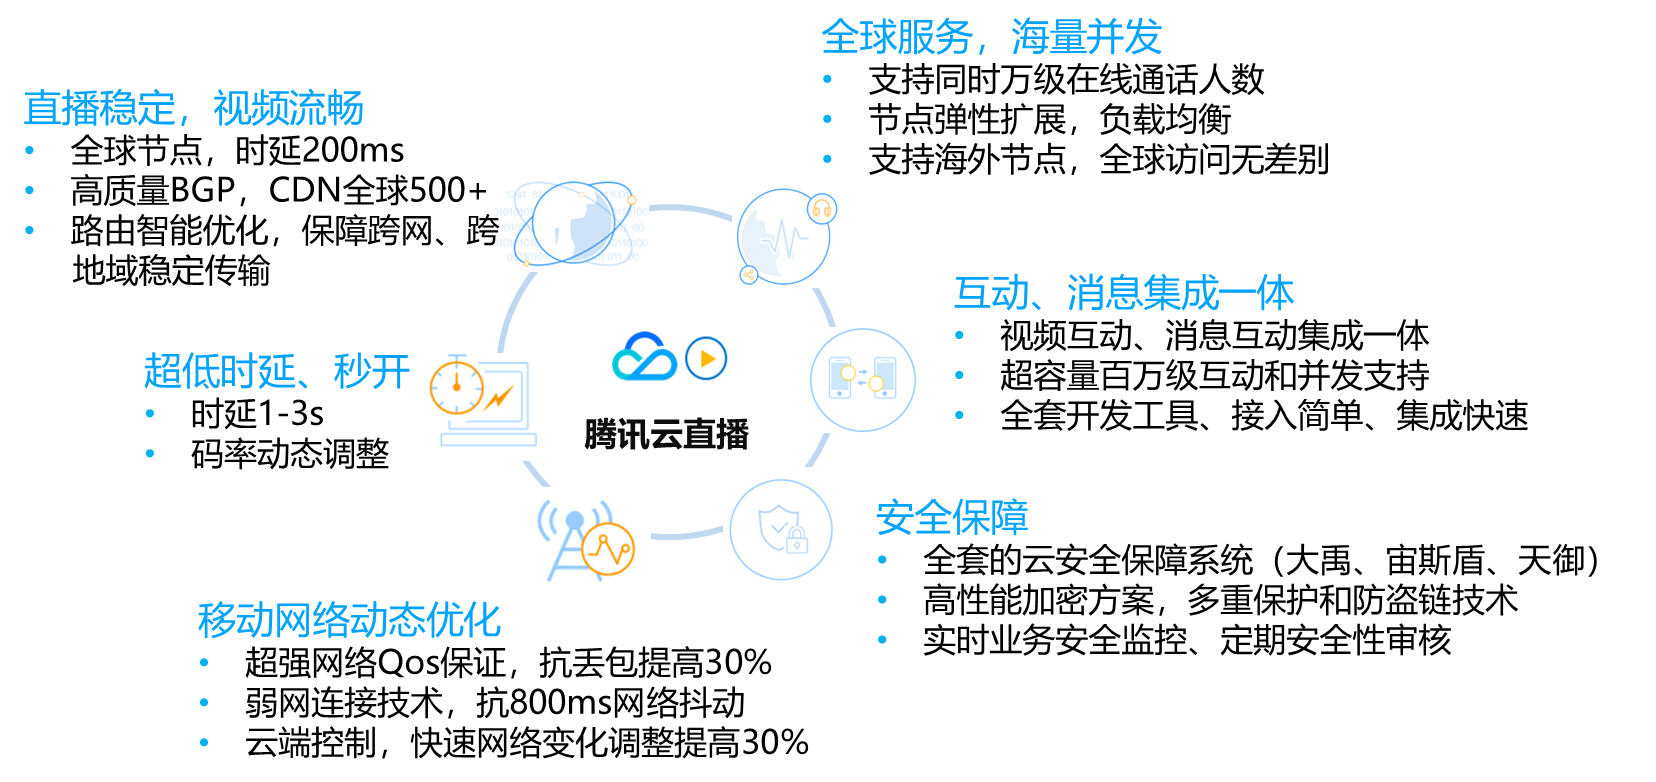 全球服务，海量并发
• 支持同时万级在线通话人数
• 节点弹性扩展，负载均衡
• 支持海外节点，全球访问无差别
直播稳定，视频流畅
• 全球节点，时延200ms
• 高质量BGP，CDN全球500+
• 路由智能优化，保障跨网、跨
地域稳定传输
互动、消息集成一体
• 视频互动、消息互动集成一体
• 超容量百万级互动和并发支持
• 全套开发工具、接入简单、集成快速
超低时延、秒开
• 时延1-3s
• 码率动态调整
腾讯云直播
安全保障
• 全套的云安全保障系统（大禹、宙斯盾、天御）
• 高性能加密方案，多重保护和防盗链技术
• 实时业务安全监控、定期安全性审核
移动网络动态优化
• 超强网络Qos保证，抗丢包提高30%
• 弱网连接技术，抗800ms网络抖动
• 云端控制，快速网络变化调整提高30%